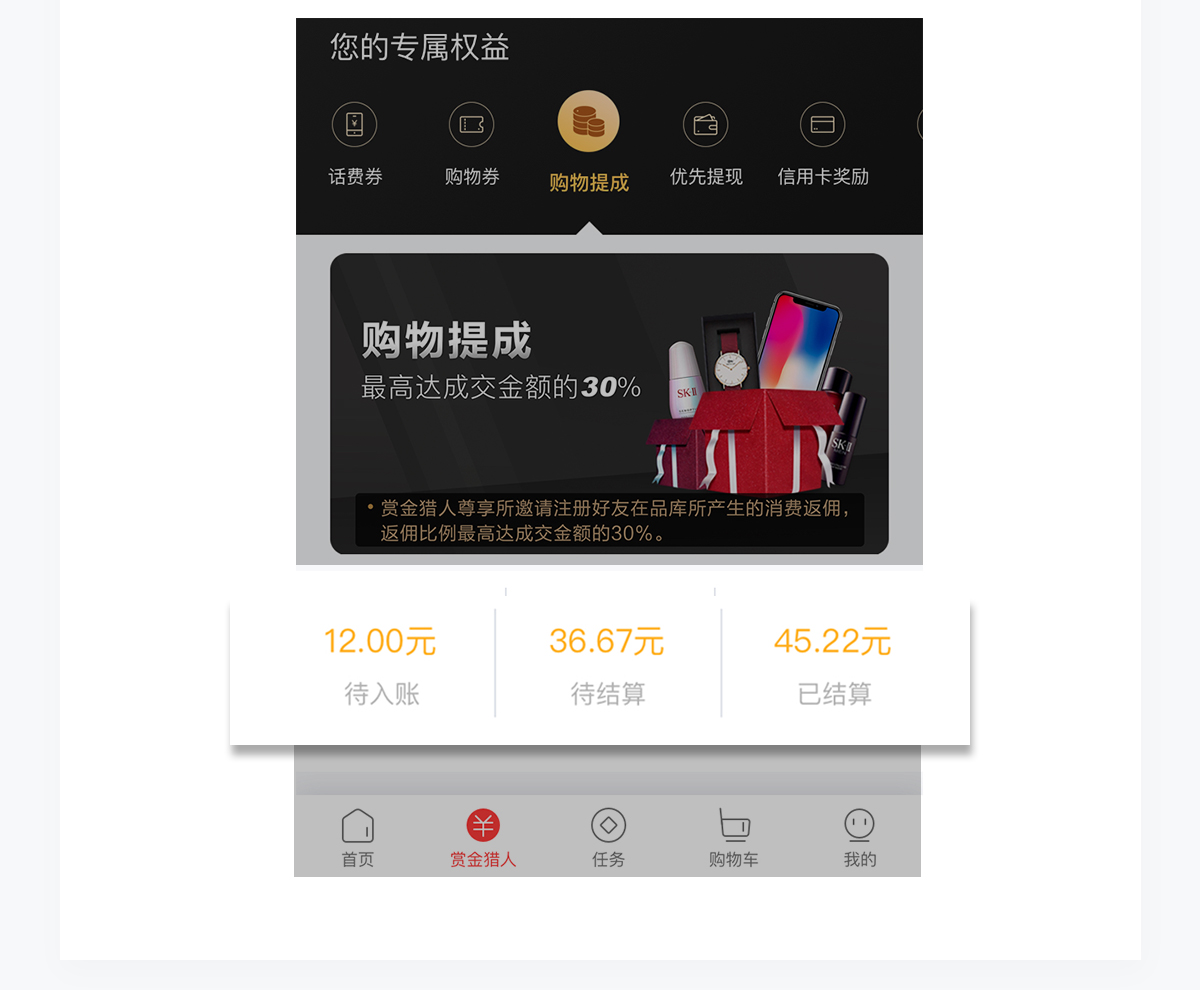 您的专属权益
话费券
购物券
购物提成
优先提现
信用卡奖励
购物提成
最高达成交金额的30%
SK-II
SK-II
• 赏金猎人尊享所邀请注册好友在品库所产生的消费返佣，
返佣比例最高达成交金额的30%。
12.00元
36.67元
45.22元
待入账
待结算
已结算
首页
赏金猎人
任务
购物车
我的